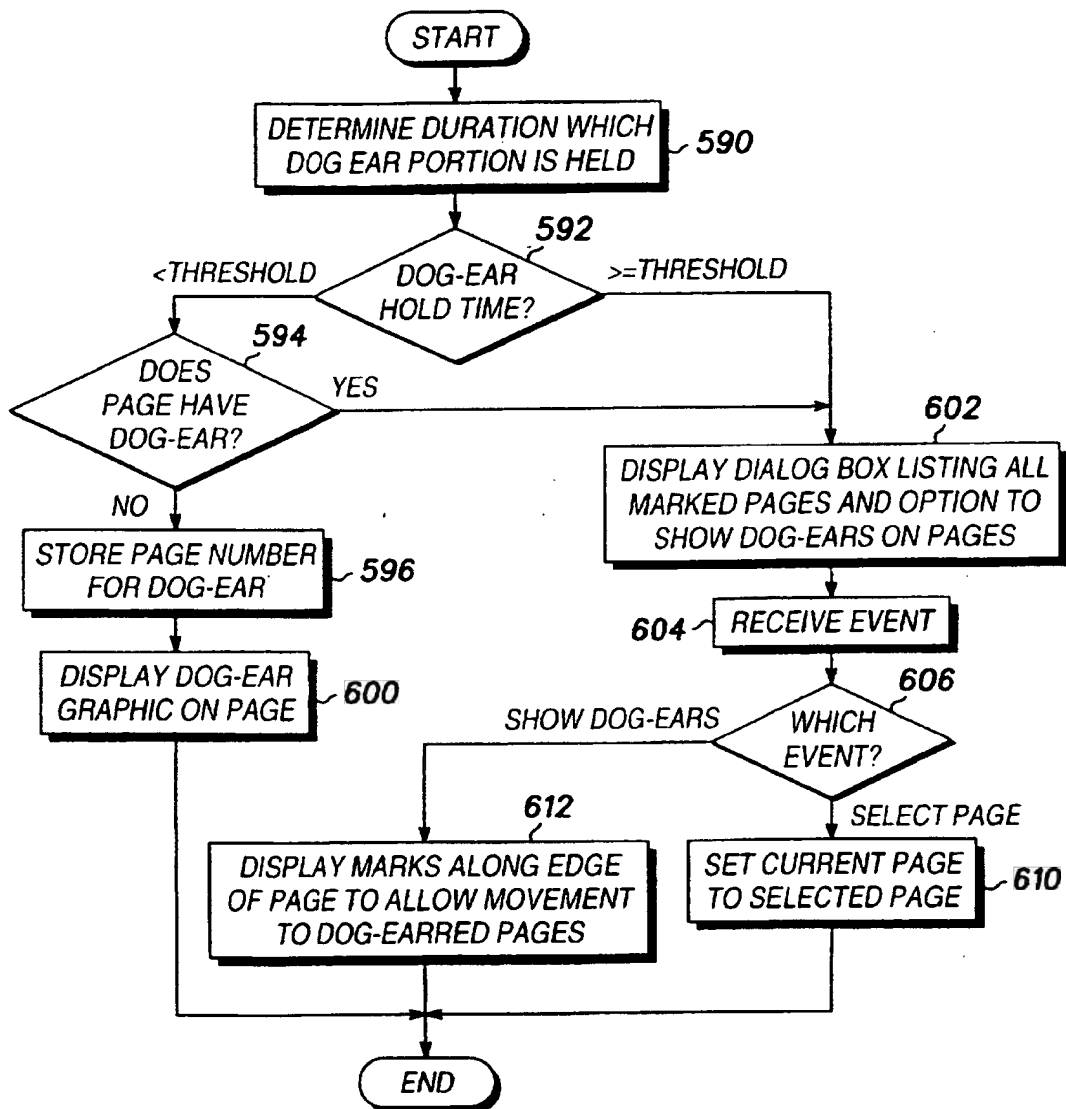 START
DETERMINE DURATION WHICH
DOG EAR PORTION IS HELD
590
592
<THRESHOLD
DOG-EAR
HOLD TIME?
>=THRESHOLD
594
DOES
PAGE HAVE
DOG-EAR?
YES
NO
602
DISPLAY DIALOG BOX LISTING ALL
MARKED PAGES AND OPTION TO
SHOW DOG-EARS ON PAGES
STORE PAGE NUMBER
FOR DOG-EAR
596
604
RECEIVE EVENT
DISPLAY DOG-EAR
GRAPHIC ON PAGE
600
606
SHOW DOG-EARS
WHICH
EVENT?
SELECT PAGE
612
DISPLAY MARKS ALONG EDGE
OF PAGE TO ALLOW MOVEMENT
TO DOG-EARRED PAGES
SET CURRENT PAGE
TO SELECTED PAGE
610
END